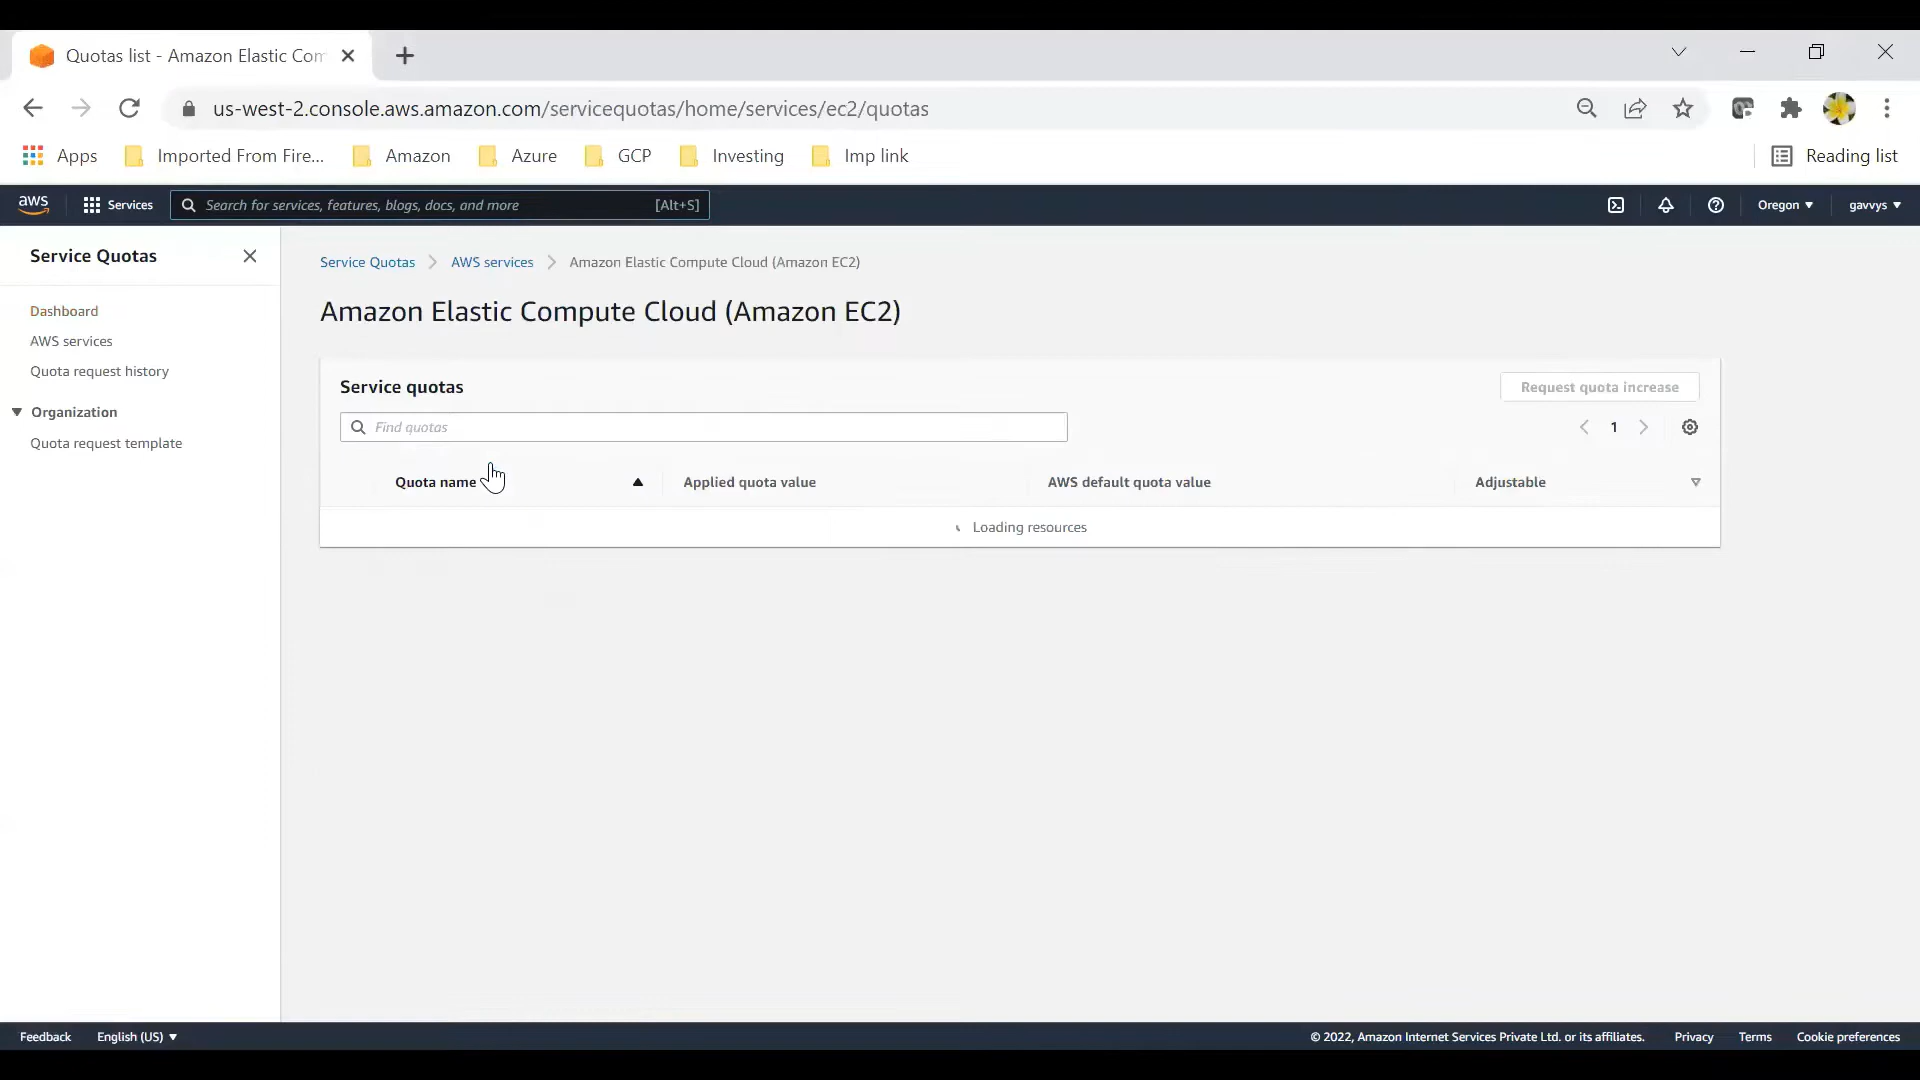 Quotas list - Amazon Elastic Com
us-west-2.console.aws.amazon.com/servicequotas/home/services/ec2/quotas
Apps Imported From Fire... Amazon Azure GCP Investing Imp link Reading list
aws Services Search for services, features, blogs, docs, and more [Alt+S] Oregon gavvys
Service Quotas
Dashboard
AWS services
Quota request history
Organization
Quota request template
Service Quotas AWS services Amazon Elastic Compute Cloud (Amazon EC2)
Amazon Elastic Compute Cloud (Amazon EC2)
Service quotas Request quota increase
Find quotas 1
Quota name Applied quota value AWS default quota value Adjustable
Loading resources
Feedback English (US) © 2022, Amazon Internet Services Private Ltd. or its affiliates. Privacy Terms Cookie preferences